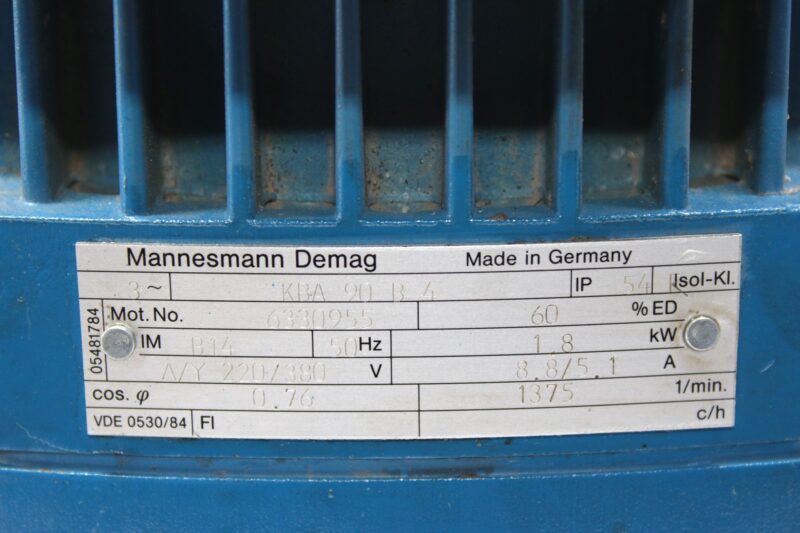 Mannesmann Demag Made in Germany
3~ KBA 90 B 4 IP 54 Isol-Kl.
Mot.No. 6330955 60 %ED
IM B14 50 Hz 1,8 kW
Λ/Y 220/380 V 8.8/5.1 A
cos. φ 0.76 1375 1/min.
VDE 0530/84 FI c/h
05481784